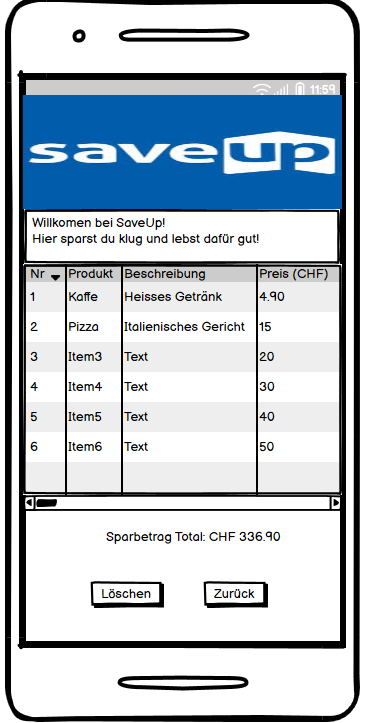 11:59
saveup
Willkomen bei SaveUp!
Hier sparst du klug und lebst dafür gut!
Nr Produkt Beschreibung Preis (CHF)
1 Kaffe Heisses Getränk 4.90
2 Pizza Italienisches Gericht 15
3 Item3 Text 20
4 Item4 Text 30
5 Item5 Text 40
6 Item6 Text 50
Sparbetrag Total: CHF 336.90
Löschen Zurück